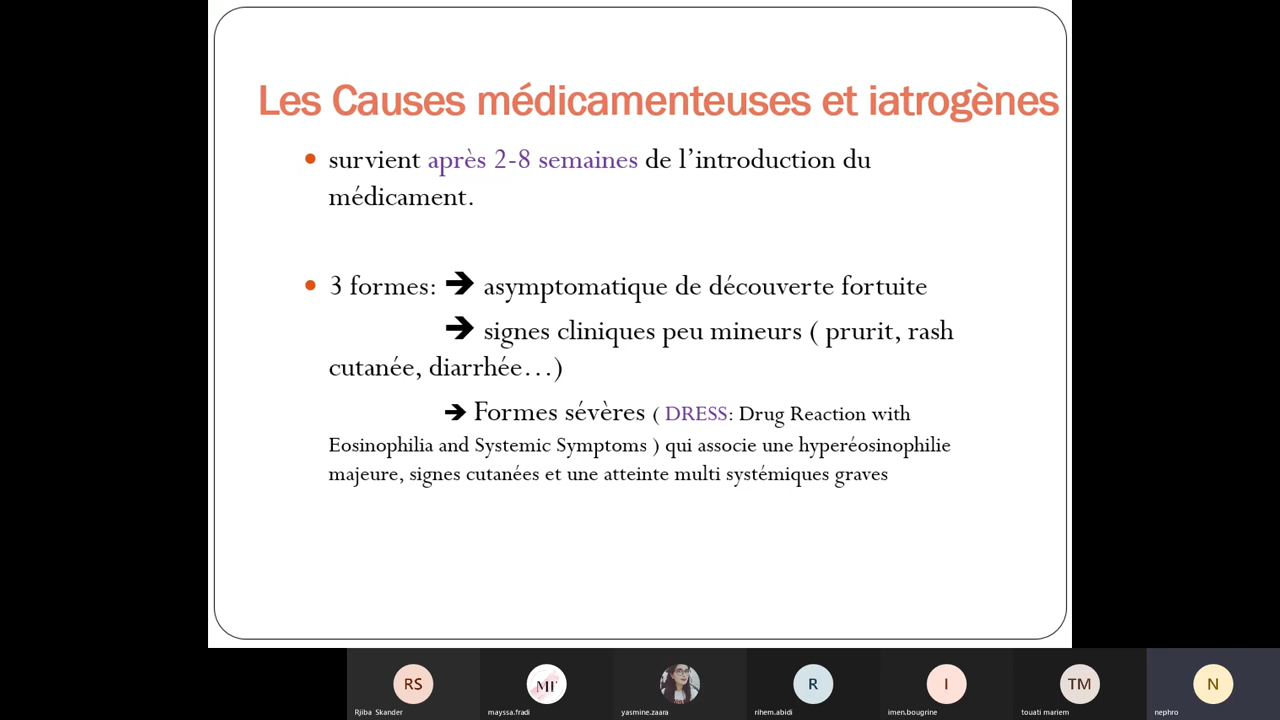 Les Causes médicamenteuses et iatrogènes
• survient après 2-8 semaines de l’introduction du
médicament.
• 3 formes: ➔ asymptomatique de découverte fortuite
➔ signes cliniques peu mineurs ( prurit, rash
cutanée, diarrhée…)
➔ Formes sévères ( DRESS: Drug Reaction with
Eosinophilia and Systemic Symptoms ) qui associe une hyperéosinophilie
majeure, signes cutanées et une atteinte multi systémiques graves
RS
MF
R
I
TM
N
Rjiba Skander
mayssa.fradi
yasmine.zaara
rihem.abidi
imen.bougrine
touati mariem
nephro